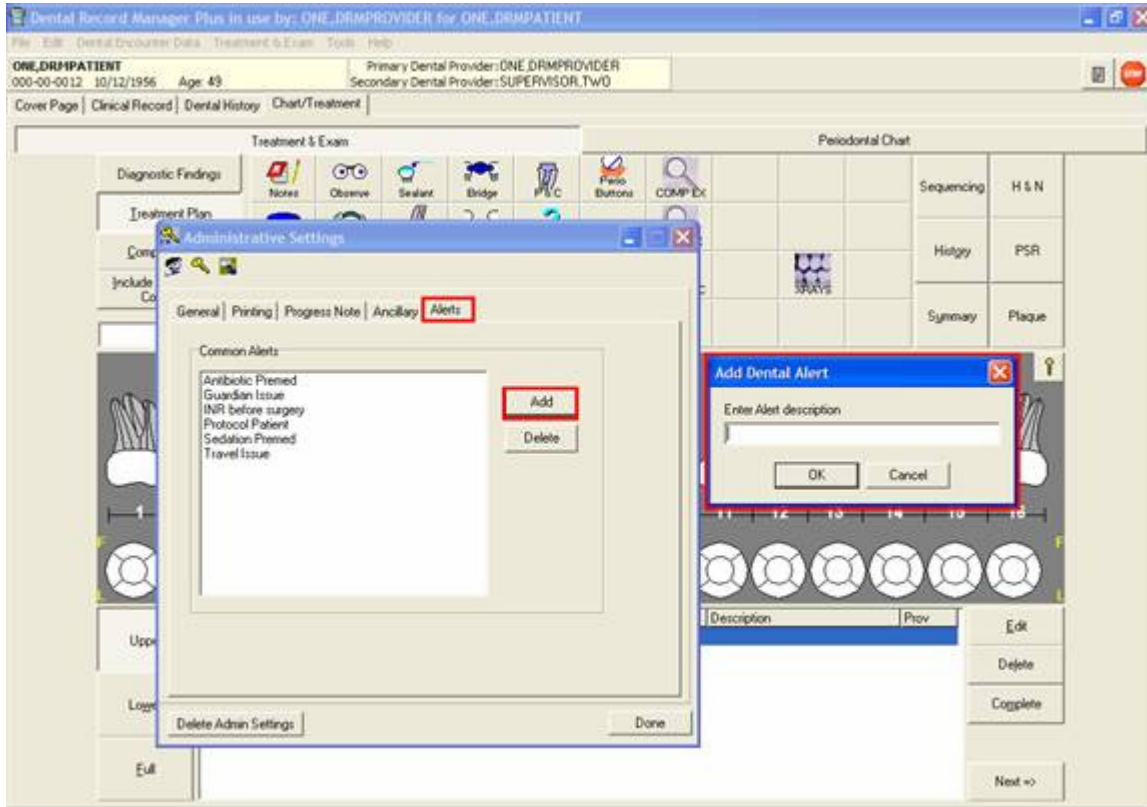 Dental Record Manager Plus in use by: ONE,DRMPROVIDER for ONE,DRMPATIENT
File Edit Dental Encounter Data Treatment & Exam Tools Help
ONE,DRMPATIENT Primary Dental Provider:ONE,DRMPROVIDER
000-00-0012 10/12/1956 Age: 49 Secondary Dental Provider:SUPERVISOR,TWO
Cover Page Clinical Record Dental History Chart/Treatment
Treatment & Exam Periodontal Chart
Diagnostic Findings
Notes Observe Sealant Bridge P & C Perio Buttons COMP EX
Sequencing H & N
Treatment Plan
History PSR
XRAYS
Include
Summary Plaque
Administrative Settings
General Printing Progress Note Ancillary Alerts
Common Alerts
Antibiotic Premed
Guardian Issue
INR before surgery
Protocol Patient
Sedation Premed
Travel Issue
Add
Delete
Add Dental Alert
Enter Alert description
OK Cancel
1 11 12 13 14 15 16
F F
L L
Description Prov
Edit
Delete
Complete
Delete Admin Settings Done
Full
Next =>